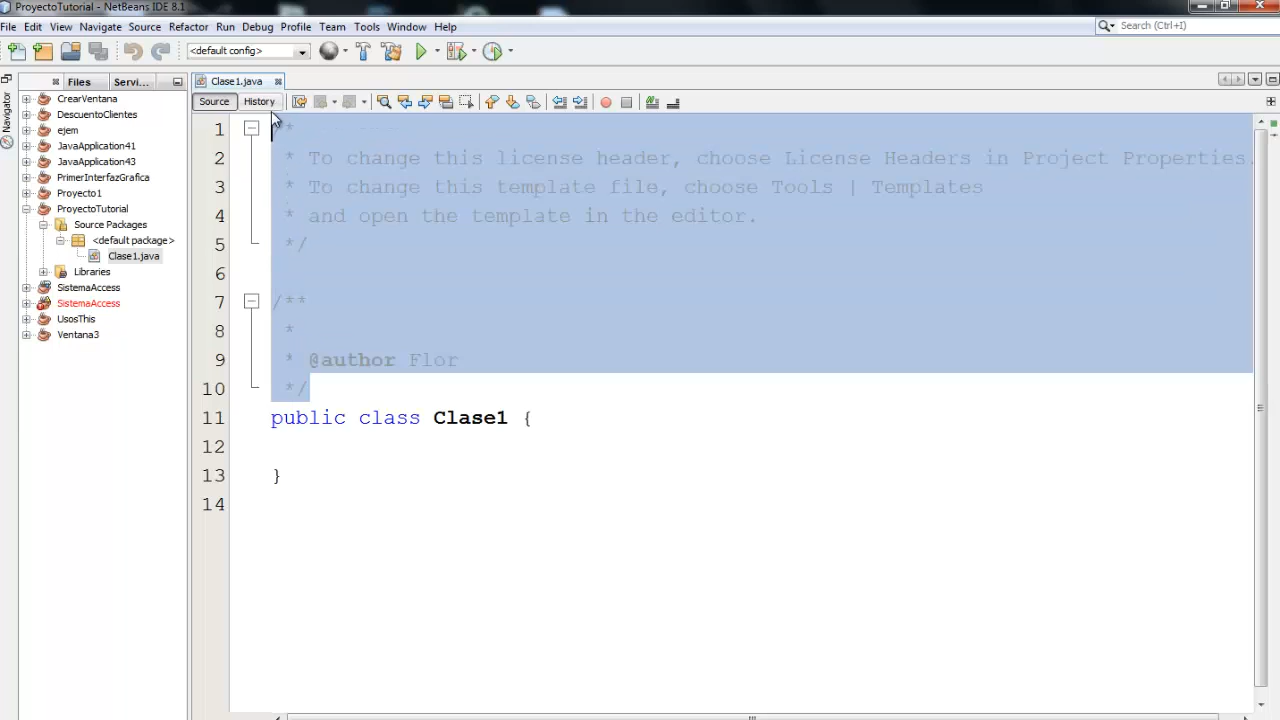 ProyectoTutorial - NetBeans IDE 8.1
File Edit View Navigate Source Refactor Run Debug Profile Team Tools Window Help
Search (Ctrl+I)
<default config>
Files Servi...
Clase1.java
Source History
Navigator
CrearVentana
DescuentoClientes
ejem
JavaApplication41
JavaApplication43
PrimerInterfazGrafica
Proyecto1
ProyectoTutorial
Source Packages
<default package>
Clase1.java
Libraries
SistemaAccess
SistemaAccess
UsosThis
Ventana3
1 /*
2 * To change this license header, choose License Headers in Project Properties.
3 * To change this template file, choose Tools | Templates
4 * and open the template in the editor.
5 */
6
7 /**
8 *
9 * @author Flor
10 */
11 public class Clase1 {
12
13 }
14